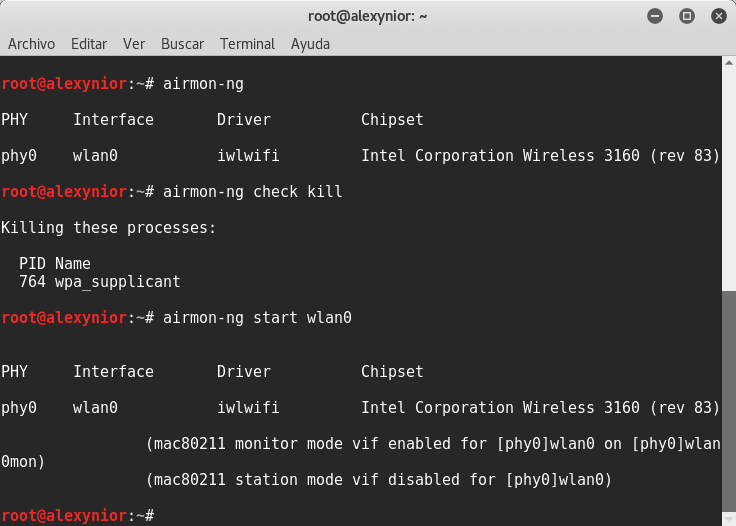 root@alexynior: ~
Archivo Editar Ver Buscar Terminal Ayuda
root@alexynior:~# airmon-ng
PHY Interface Driver Chipset
phy0 wlan0 iwlwifi Intel Corporation Wireless 3160 (rev 83)
root@alexynior:~# airmon-ng check kill
Killing these processes:
PID Name
764 wpa_supplicant
root@alexynior:~# airmon-ng start wlan0
PHY Interface Driver Chipset
phy0 wlan0 iwlwifi Intel Corporation Wireless 3160 (rev 83)
(mac80211 monitor mode vif enabled for [phy0]wlan0 on [phy0]wlan
0mon)
(mac80211 station mode vif disabled for [phy0]wlan0)
root@alexynior:~#